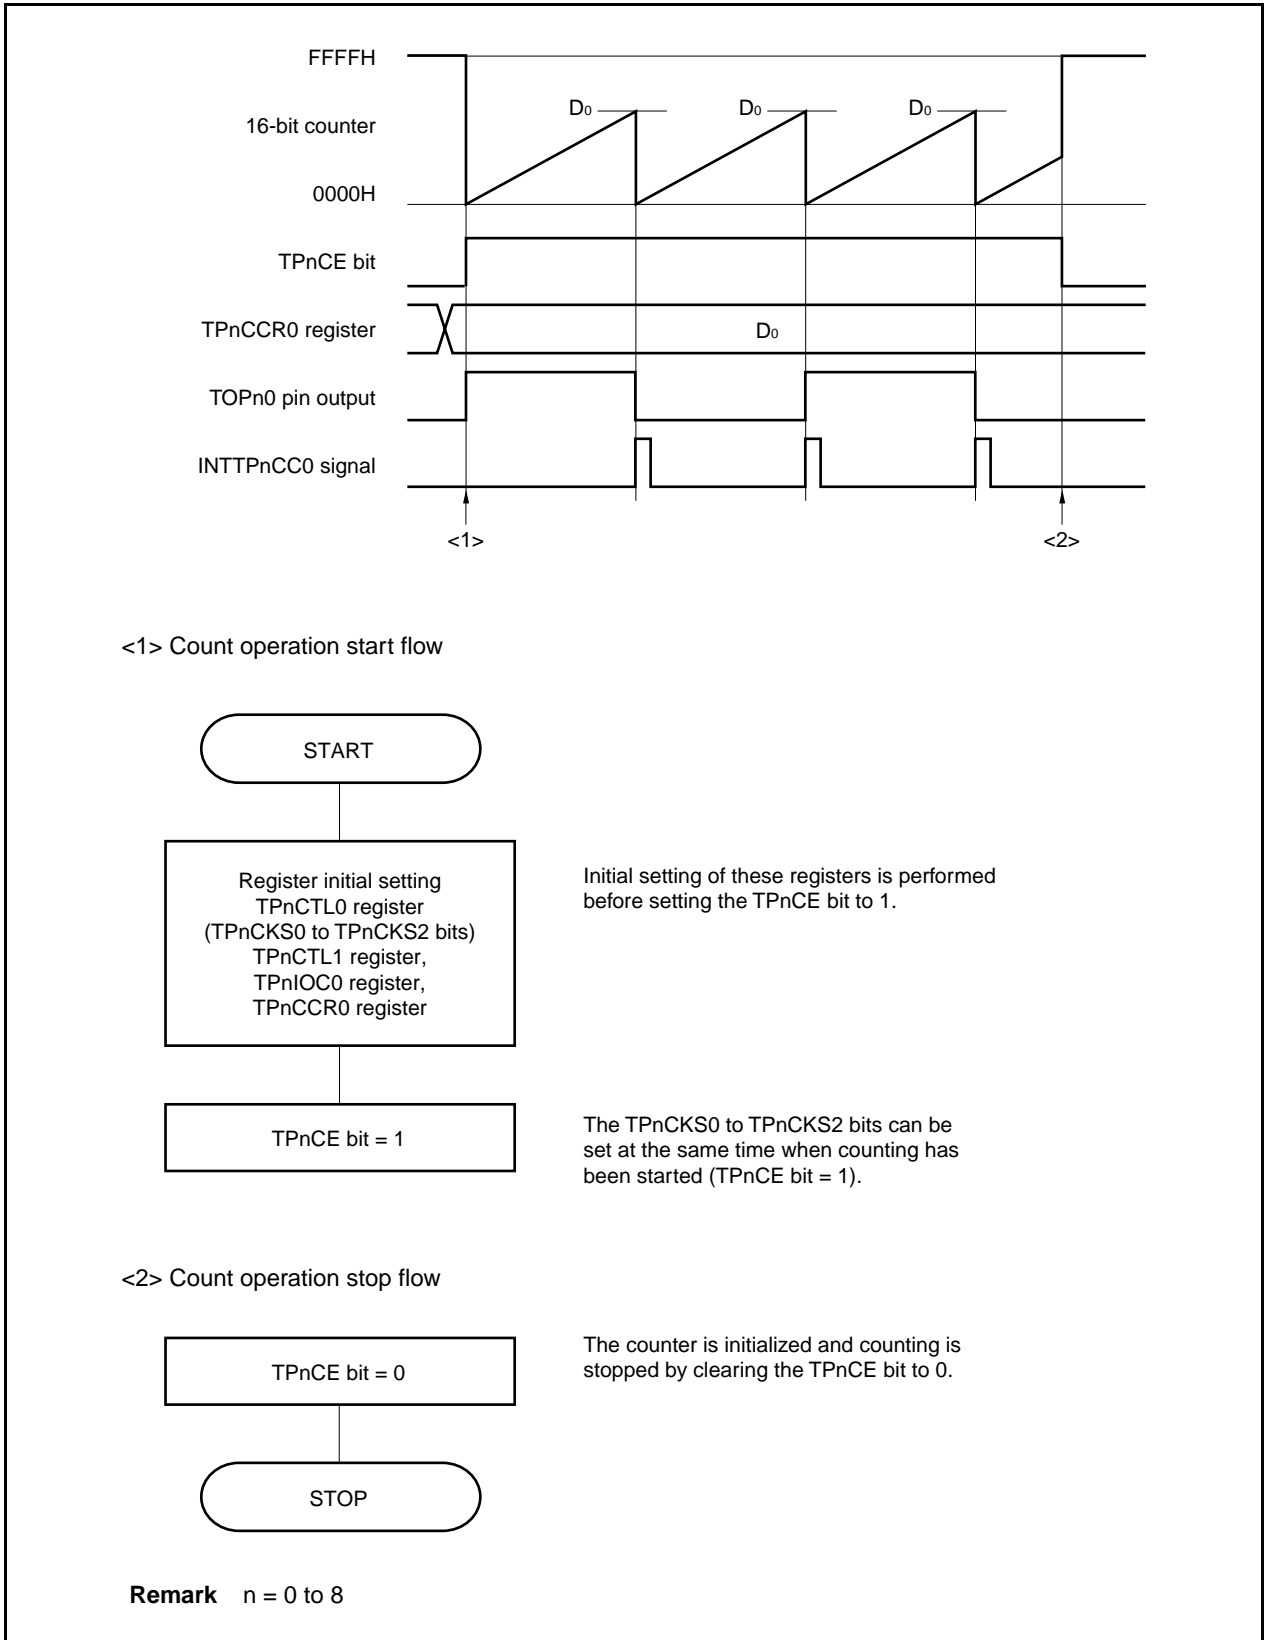 FFFFH
D0 D0 D0
16-bit counter
0000H
TPnCE bit
TPnCCR0 register
D0
TOPn0 pin output
INTTPnCC0 signal
<1> <2>
<1> Count operation start flow
START
Register initial setting
TPnCTL0 register
(TPnCKS0 to TPnCKS2 bits)
TPnCTL1 register,
TPnIOC0 register,
TPnCCR0 register
Initial setting of these registers is performed
before setting the TPnCE bit to 1.
TPnCE bit = 1
The TPnCKS0 to TPnCKS2 bits can be
set at the same time when counting has
been started (TPnCE bit = 1).
<2> Count operation stop flow
TPnCE bit = 0
The counter is initialized and counting is
stopped by clearing the TPnCE bit to 0.
STOP
Remark n = 0 to 8